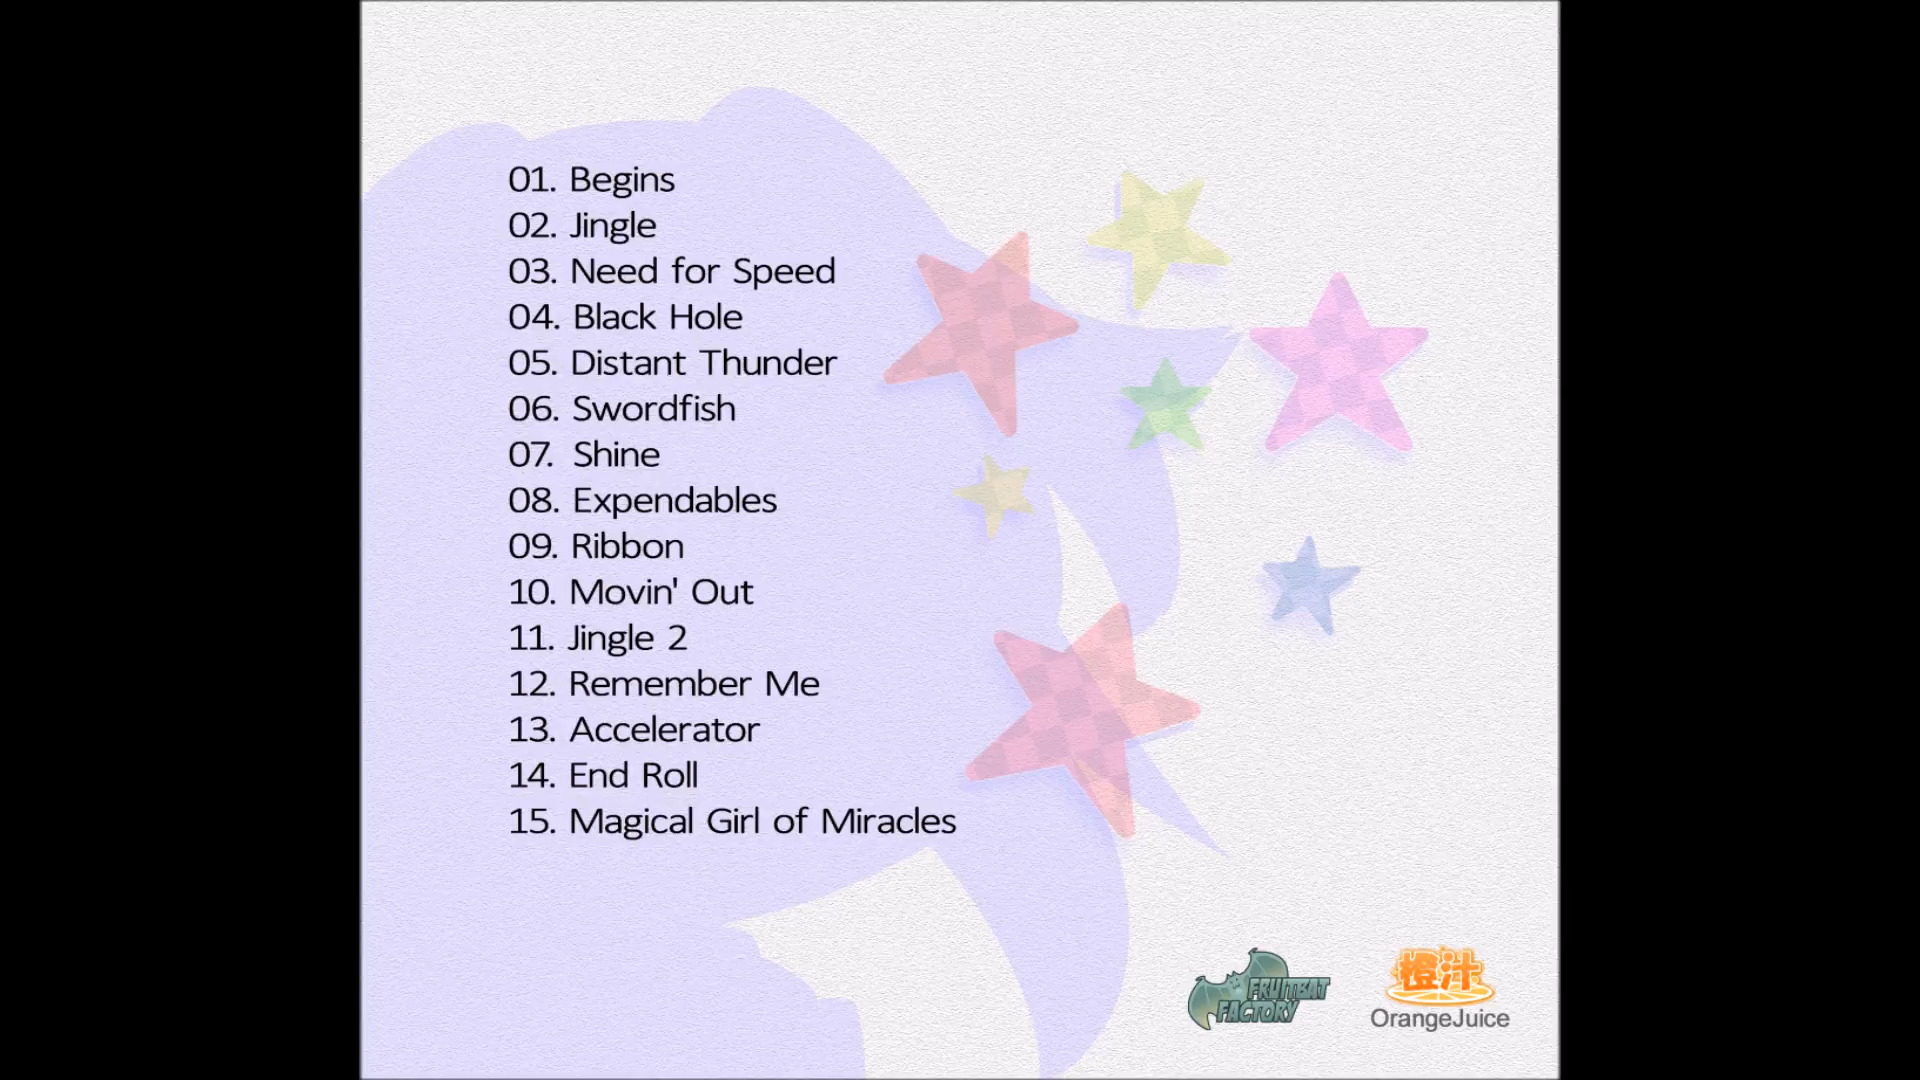 01. Begins
02. Jingle
03. Need for Speed
04. Black Hole
05. Distant Thunder
06. Swordfish
07. Shine
08. Expendables
09. Ribbon
10. Movin' Out
11. Jingle 2
12. Remember Me
13. Accelerator
14. End Roll
15. Magical Girl of Miracles
FRUITBAT
FACTORY
橙汁
OrangeJuice